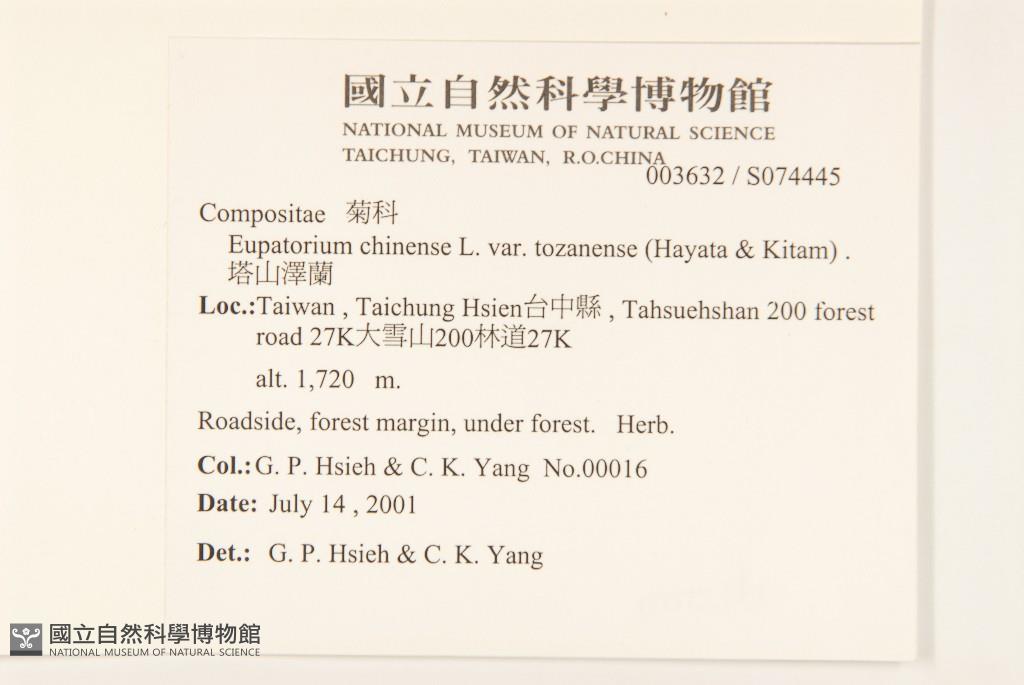 國立自然科學博物館
NATIONAL MUSEUM OF NATURAL SCIENCE
TAICHUNG, TAIWAN, R.O.CHINA
003632 / S074445
Compositae 菊科
Eupatorium chinense L. var. tozanense (Hayata & Kitam) .
塔山澤蘭
Loc.:Taiwan , Taichung Hsien台中縣 , Tahsuehshan 200 forest
road 27K大雪山200林道27K
alt. 1,720 m.
Roadside, forest margin, under forest. Herb.
Col.: G. P. Hsieh & C. K. Yang No.00016
Date: July 14 , 2001
Det.: G. P. Hsieh & C. K. Yang
國立自然科學博物館
NATIONAL MUSEUM OF NATURAL SCIENCE